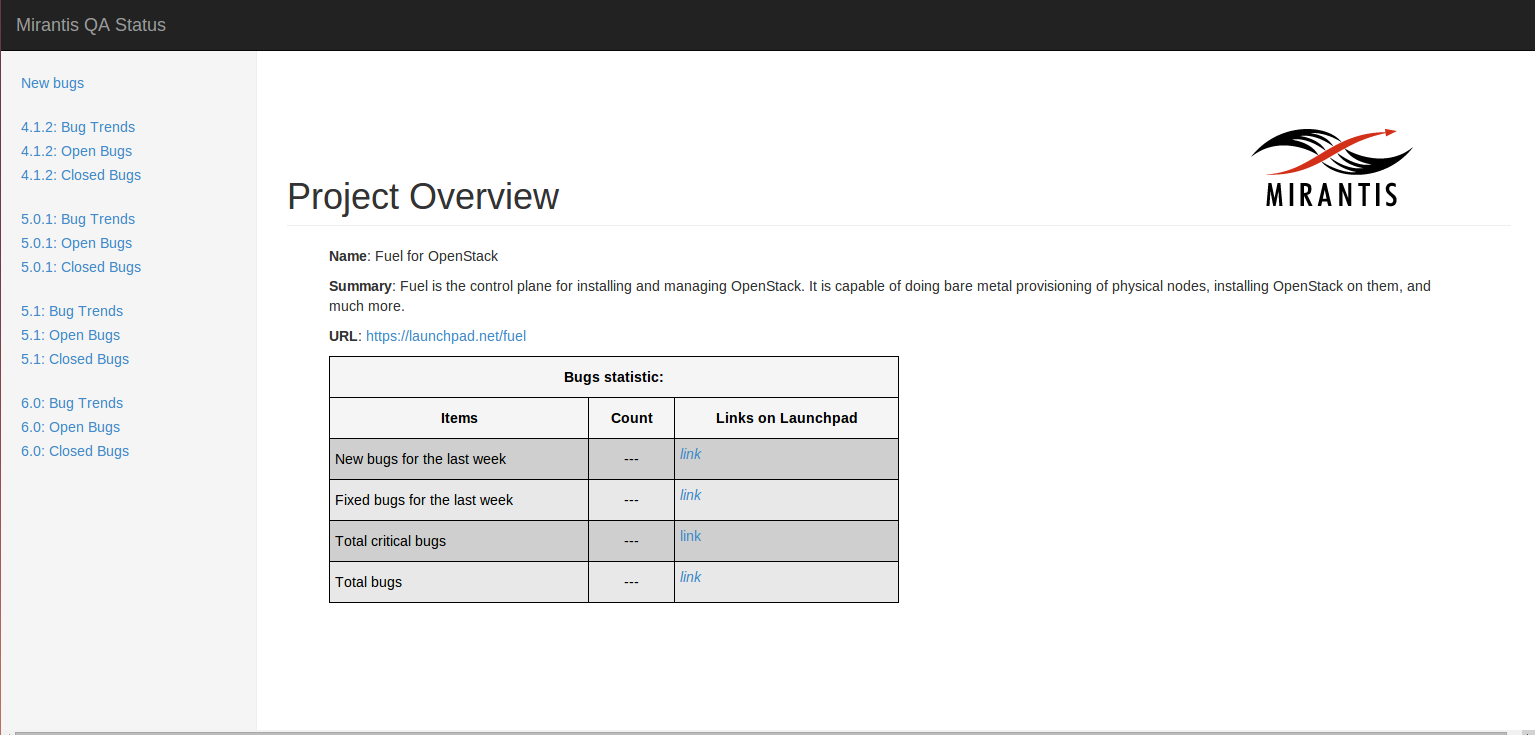 Mirantis QA Status
New bugs
4.1.2: Bug Trends
4.1.2: Open Bugs
4.1.2: Closed Bugs
5.0.1: Bug Trends
5.0.1: Open Bugs
5.0.1: Closed Bugs
5.1: Bug Trends
5.1: Open Bugs
5.1: Closed Bugs
6.0: Bug Trends
6.0: Open Bugs
6.0: Closed Bugs
MIRANTIS
Project Overview
Name: Fuel for OpenStack
Summary: Fuel is the control plane for installing and managing OpenStack. It is capable of doing bare metal provisioning of physical nodes, installing OpenStack on them, and
much more.
URL: https://launchpad.net/fuel
Bugs statistic:
Items Count Links on Launchpad
New bugs for the last week --- link
Fixed bugs for the last week --- link
Total critical bugs --- link
Total bugs --- link